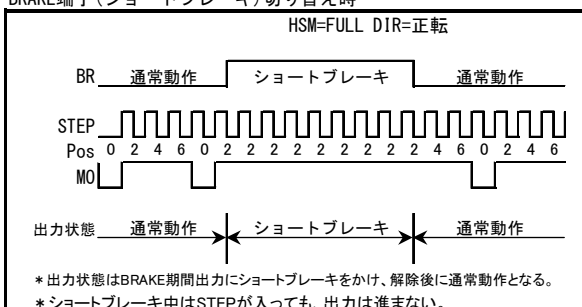 BRAKE端子(ショートブレーキ)切り替え時
HSM=FULL DIR=正転
BR 通常動作 ショートブレーキ 通常動作
STEP
Pos 0 2 4 6 0 2 2 2 2 2 2 2 2 4 6 0 2 4 6
MO
出力状態 通常動作 ショートブレーキ 通常動作
*出力状態はBRAKE期間出力にショートブレーキをかけ、解除後に通常動作となる。
*ショートブレーキ中はSTEPが入っても、出力は進まない。